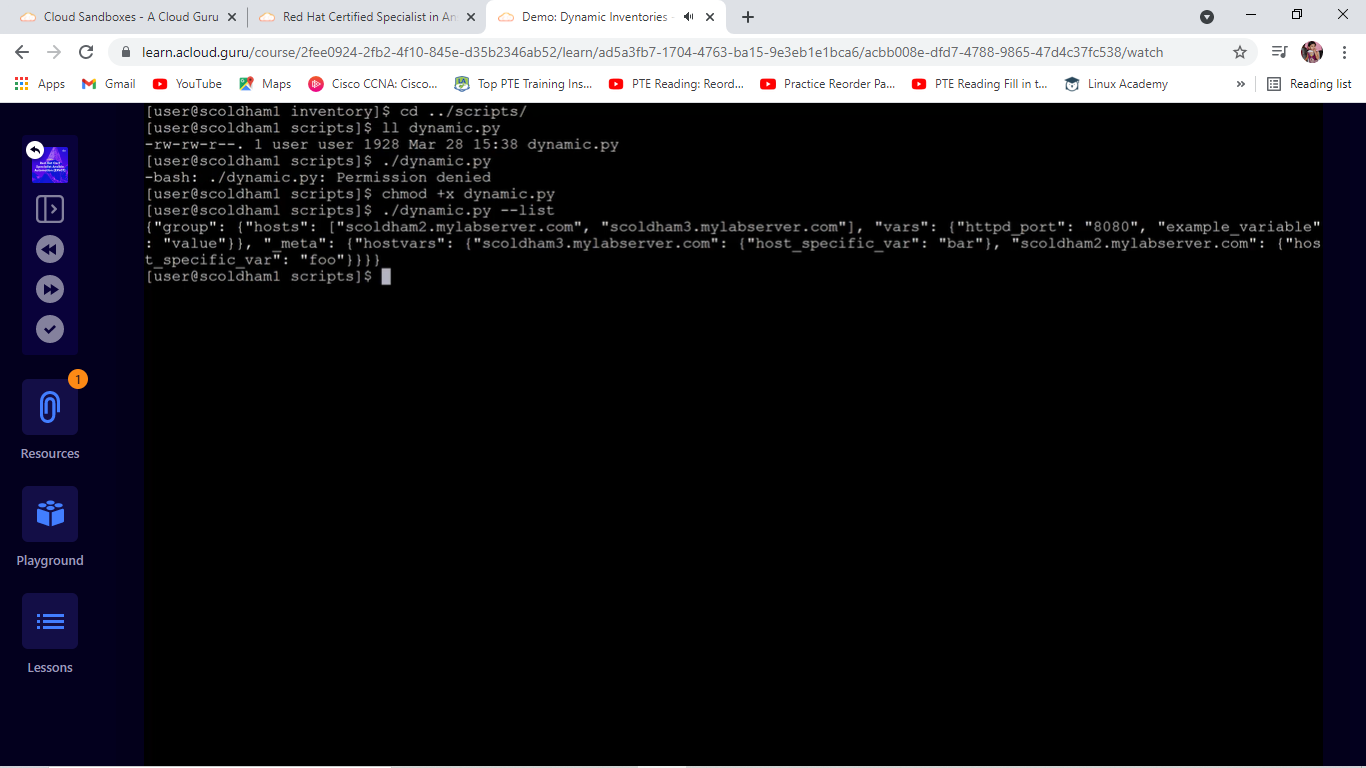 Cloud Sandboxes - A Cloud Guru
Red Hat Certified Specialist in An
Demo: Dynamic Inventories -
learn.acloud.guru/course/2fee0924-2fb2-4f10-845e-d35b2346ab52/learn/ad5a3fb7-1704-4763-ba15-9e3eb1e1bca6/acbb008e-dfd7-4788-9865-47d4c37fc538/watch
Apps
Gmail
YouTube
Maps
Cisco CCNA: Cisco...
Top PTE Training Ins...
PTE Reading: Reord...
Practice Reorder Pa...
PTE Reading Fill in t...
Linux Academy
»
Reading list
[user@scoldham1 inventory]$ cd ../scripts/
[user@scoldham1 scripts]$ ll dynamic.py
-rw-rw-r--. 1 user user 1928 Mar 28 15:38 dynamic.py
[user@scoldham1 scripts]$ ./dynamic.py
-bash: ./dynamic.py: Permission denied
[user@scoldham1 scripts]$ chmod +x dynamic.py
[user@scoldham1 scripts]$ ./dynamic.py --list
{"group": {"hosts": ["scoldham2.mylabserver.com", "scoldham3.mylabserver.com"], "vars": {"httpd_port": "8080", "example_variable"
: "value"}}, "_meta": {"hostvars": {"scoldham3.mylabserver.com": {"host_specific_var": "bar"}, "scoldham2.mylabserver.com": {"hos
t_specific_var": "foo"}}}}
[user@scoldham1 scripts]$
1
Resources
Playground
Lessons